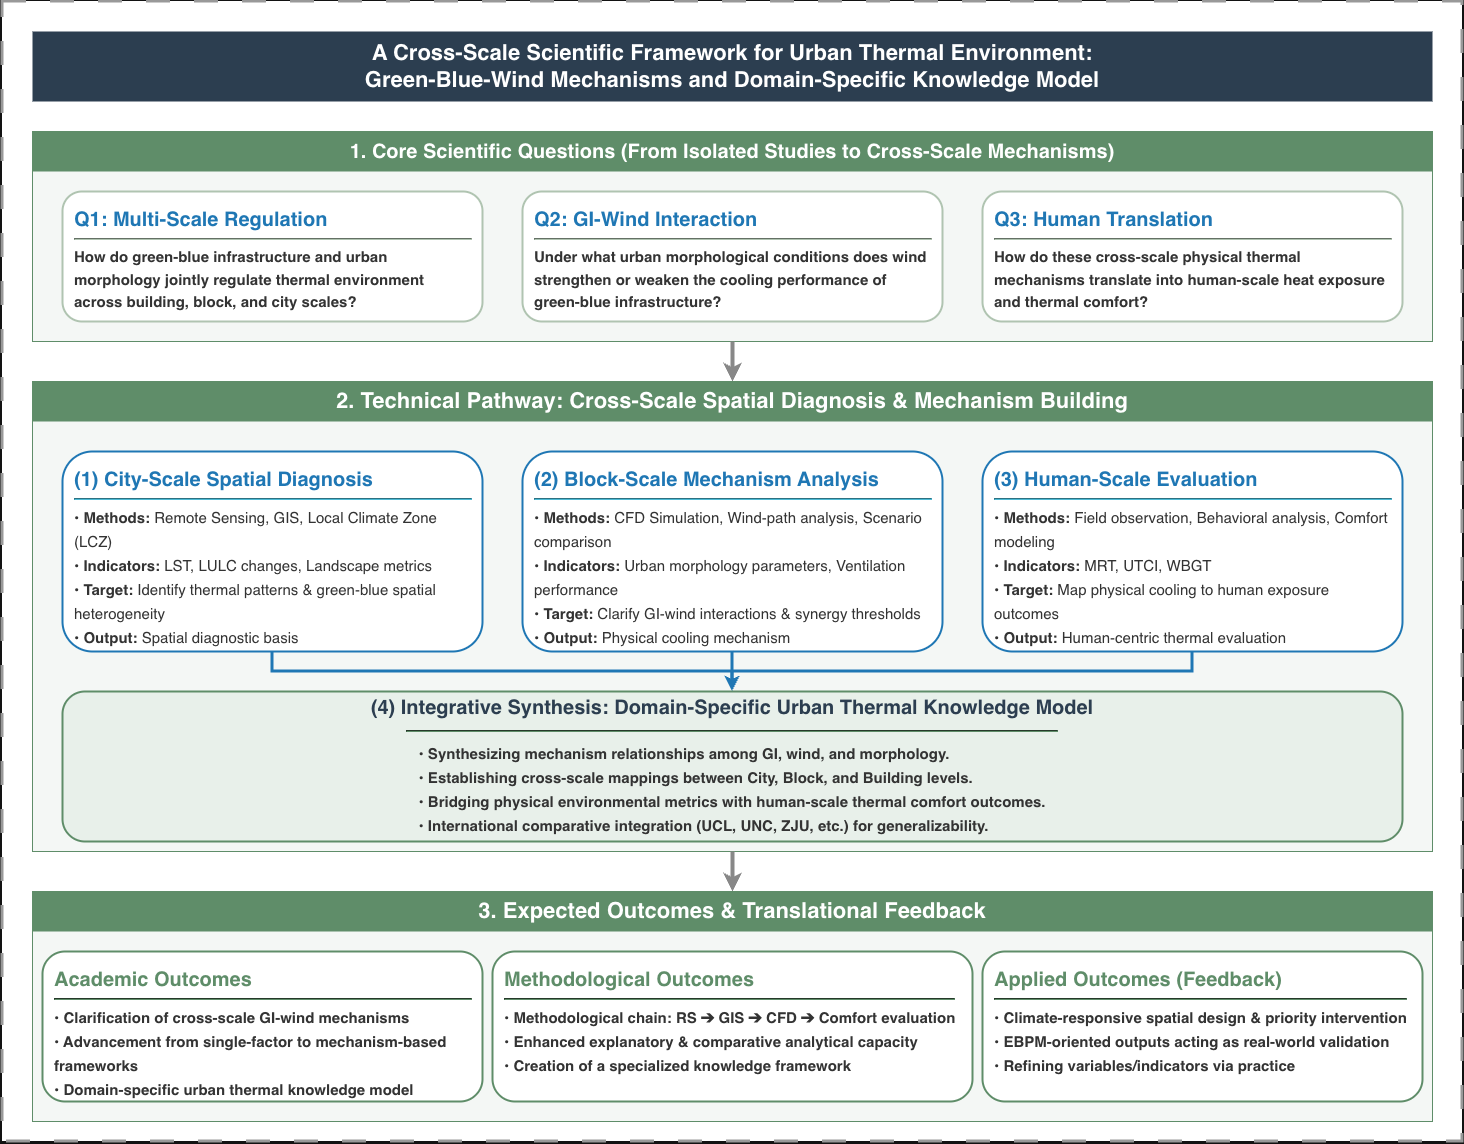 A Cross-Scale Scientific Framework for Urban Thermal Environment:
Green-Blue-Wind Mechanisms and Domain-Specific Knowledge Model
1. Core Scientific Questions (From Isolated Studies to Cross-Scale Mechanisms)
Q1: Multi-Scale Regulation
How do green-blue infrastructure and urban
morphology jointly regulate thermal environment
across building, block, and city scales?
Q2: GI-Wind Interaction
Under what urban morphological conditions does wind
strengthen or weaken the cooling performance of
green-blue infrastructure?
Q3: Human Translation
How do these cross-scale physical thermal
mechanisms translate into human-scale heat exposure
and thermal comfort?
2. Technical Pathway: Cross-Scale Spatial Diagnosis & Mechanism Building
(1) City-Scale Spatial Diagnosis
• Methods: Remote Sensing, GIS, Local Climate Zone
(LCZ)
• Indicators: LST, LULC changes, Landscape metrics
• Target: Identify thermal patterns & green-blue spatial
heterogeneity
• Output: Spatial diagnostic basis
(2) Block-Scale Mechanism Analysis
• Methods: CFD Simulation, Wind-path analysis, Scenario
comparison
• Indicators: Urban morphology parameters, Ventilation
performance
• Target: Clarify GI-wind interactions & synergy thresholds
• Output: Physical cooling mechanism
(3) Human-Scale Evaluation
• Methods: Field observation, Behavioral analysis, Comfort
modeling
• Indicators: MRT, UTCI, WBGT
• Target: Map physical cooling to human exposure
outcomes
• Output: Human-centric thermal evaluation
(4) Integrative Synthesis: Domain-Specific Urban Thermal Knowledge Model
• Synthesizing mechanism relationships among GI, wind, and morphology.
• Establishing cross-scale mappings between City, Block, and Building levels.
• Bridging physical environmental metrics with human-scale thermal comfort outcomes.
• International comparative integration (UCL, UNC, ZJU, etc.) for generalizability.
3. Expected Outcomes & Translational Feedback
Academic Outcomes
• Clarification of cross-scale GI-wind mechanisms
• Advancement from single-factor to mechanism-based
frameworks
• Domain-specific urban thermal knowledge model
Methodological Outcomes
• Methodological chain: RS ➔ GIS ➔ CFD ➔ Comfort evaluation
• Enhanced explanatory & comparative analytical capacity
• Creation of a specialized knowledge framework
Applied Outcomes (Feedback)
• Climate-responsive spatial design & priority intervention
• EBPM-oriented outputs acting as real-world validation
• Refining variables/indicators via practice